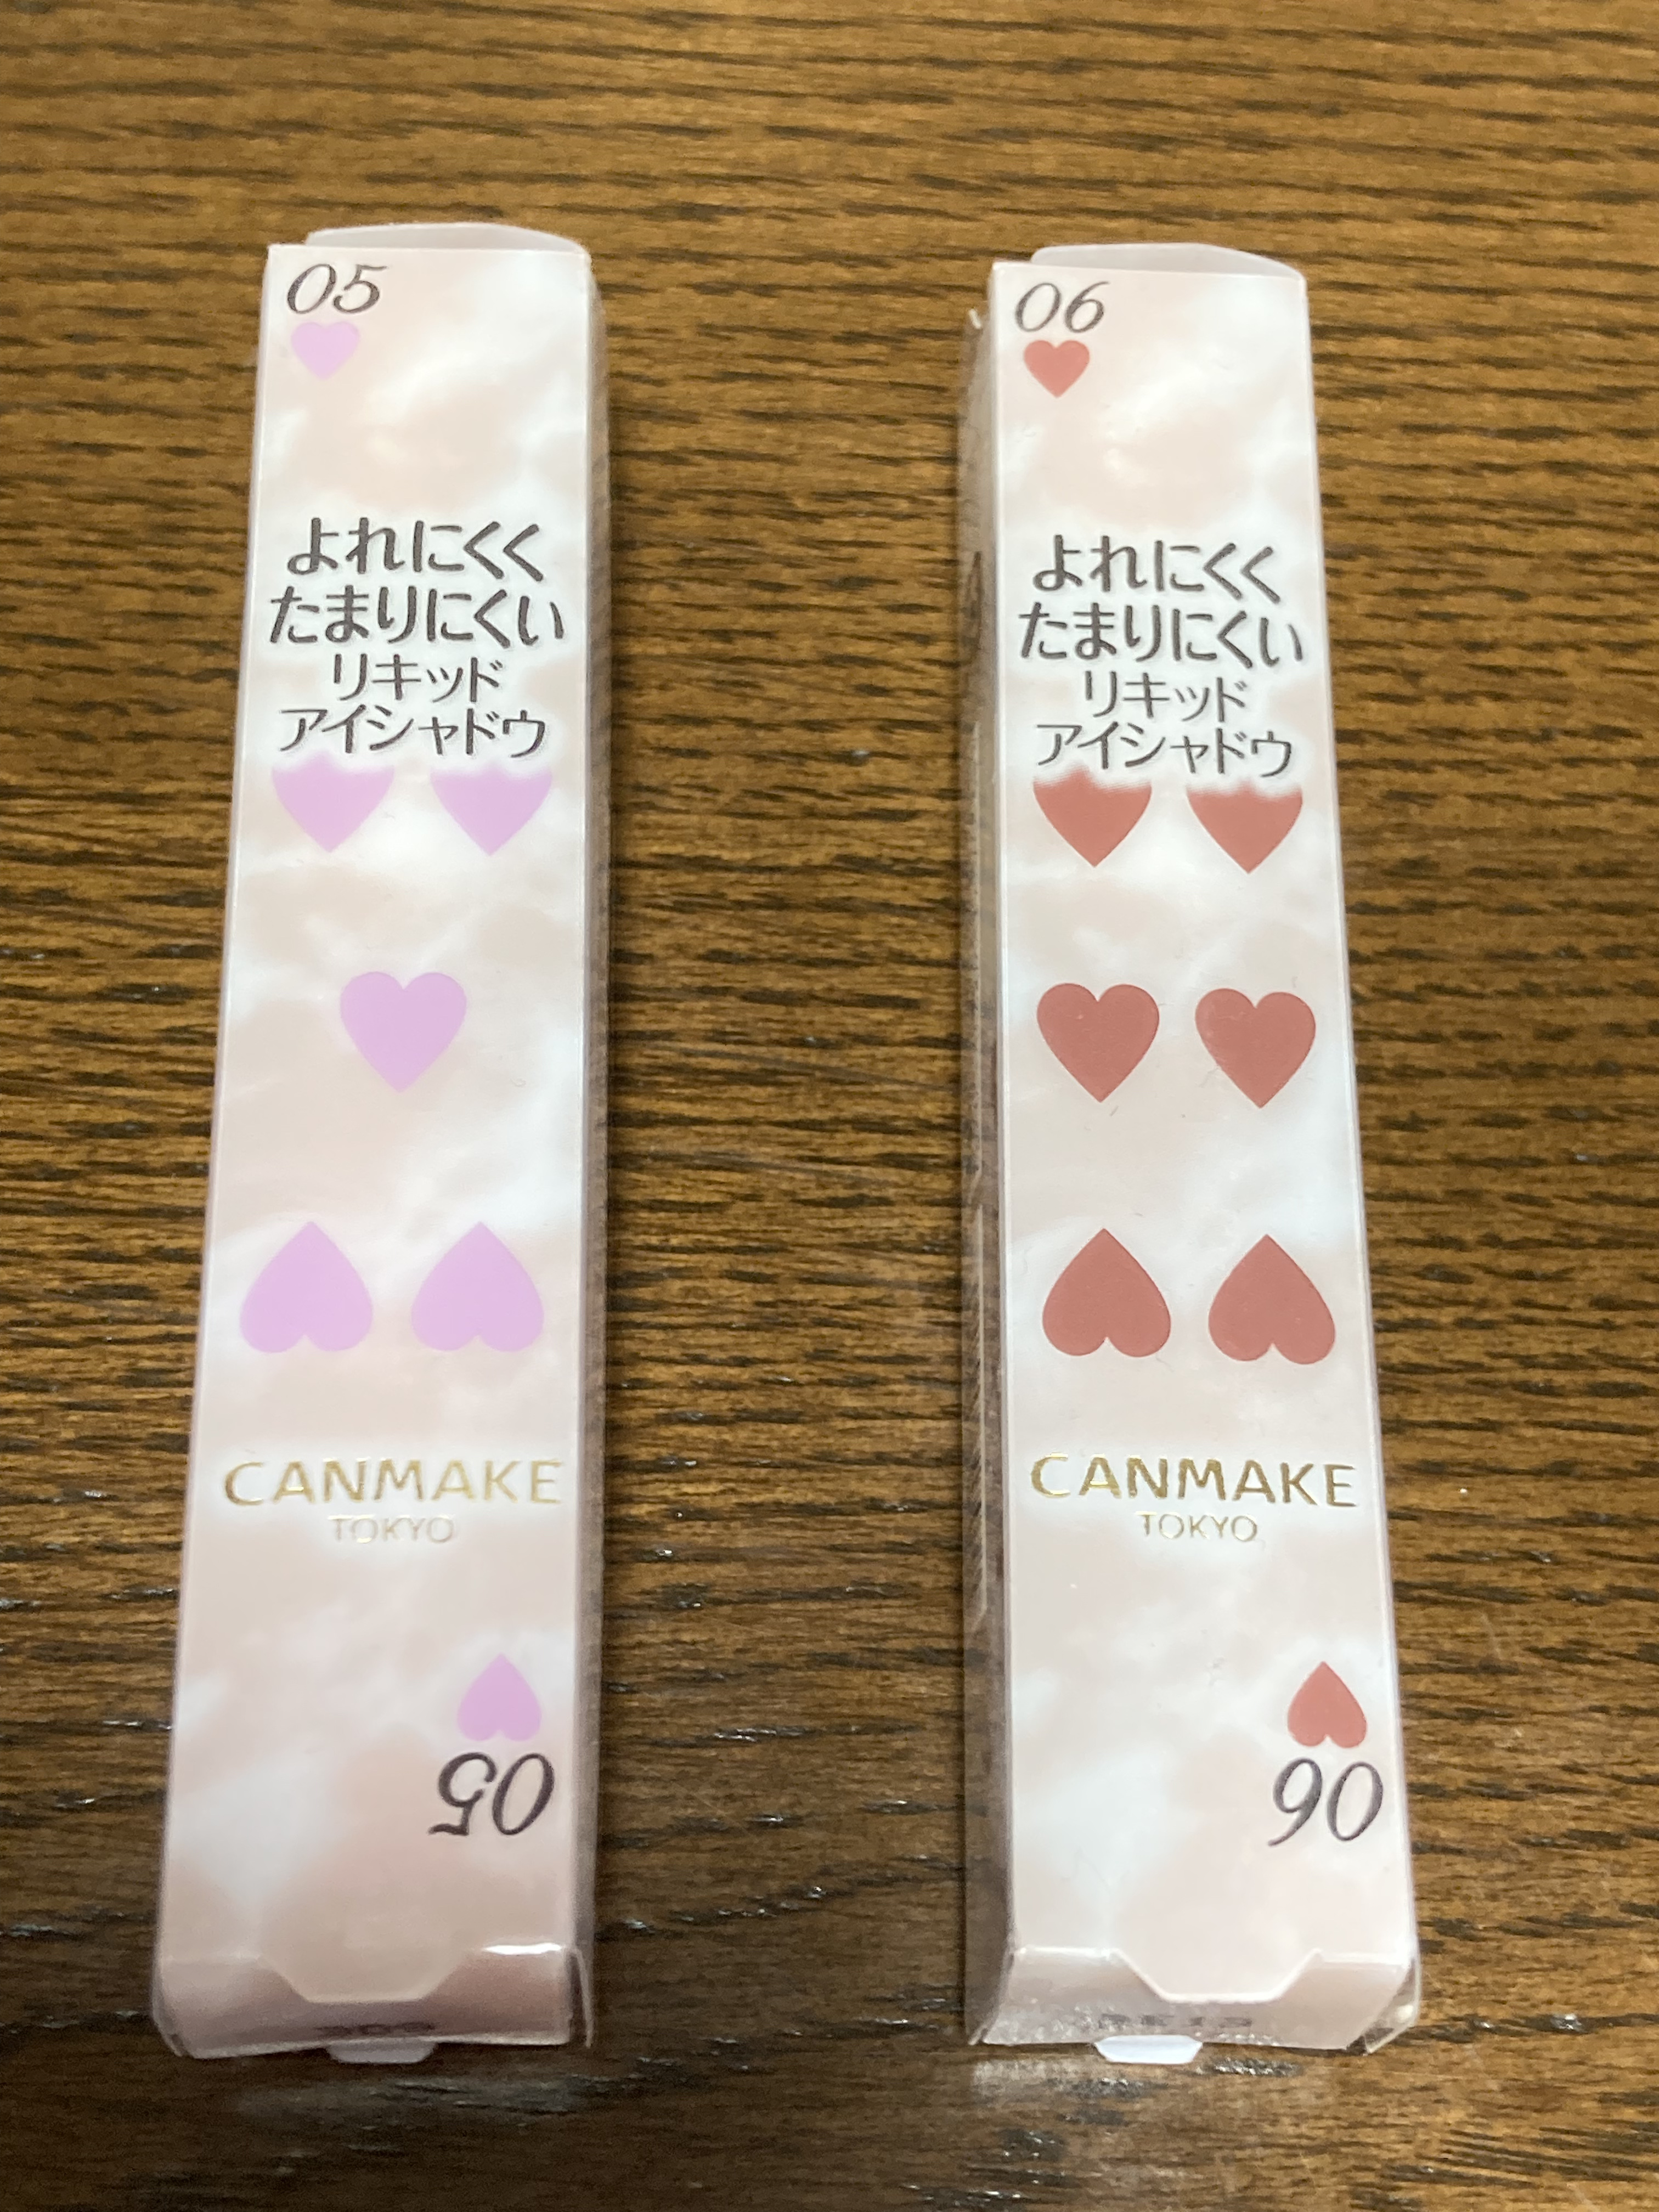 05
よれにくく
たまりにくい
リキッド
アイシャドウ
CANMAKE
TOKYO
05
06
よれにくく
たまりにくい
リキッド
アイシャドウ
CANMAKE
TOKYO
06